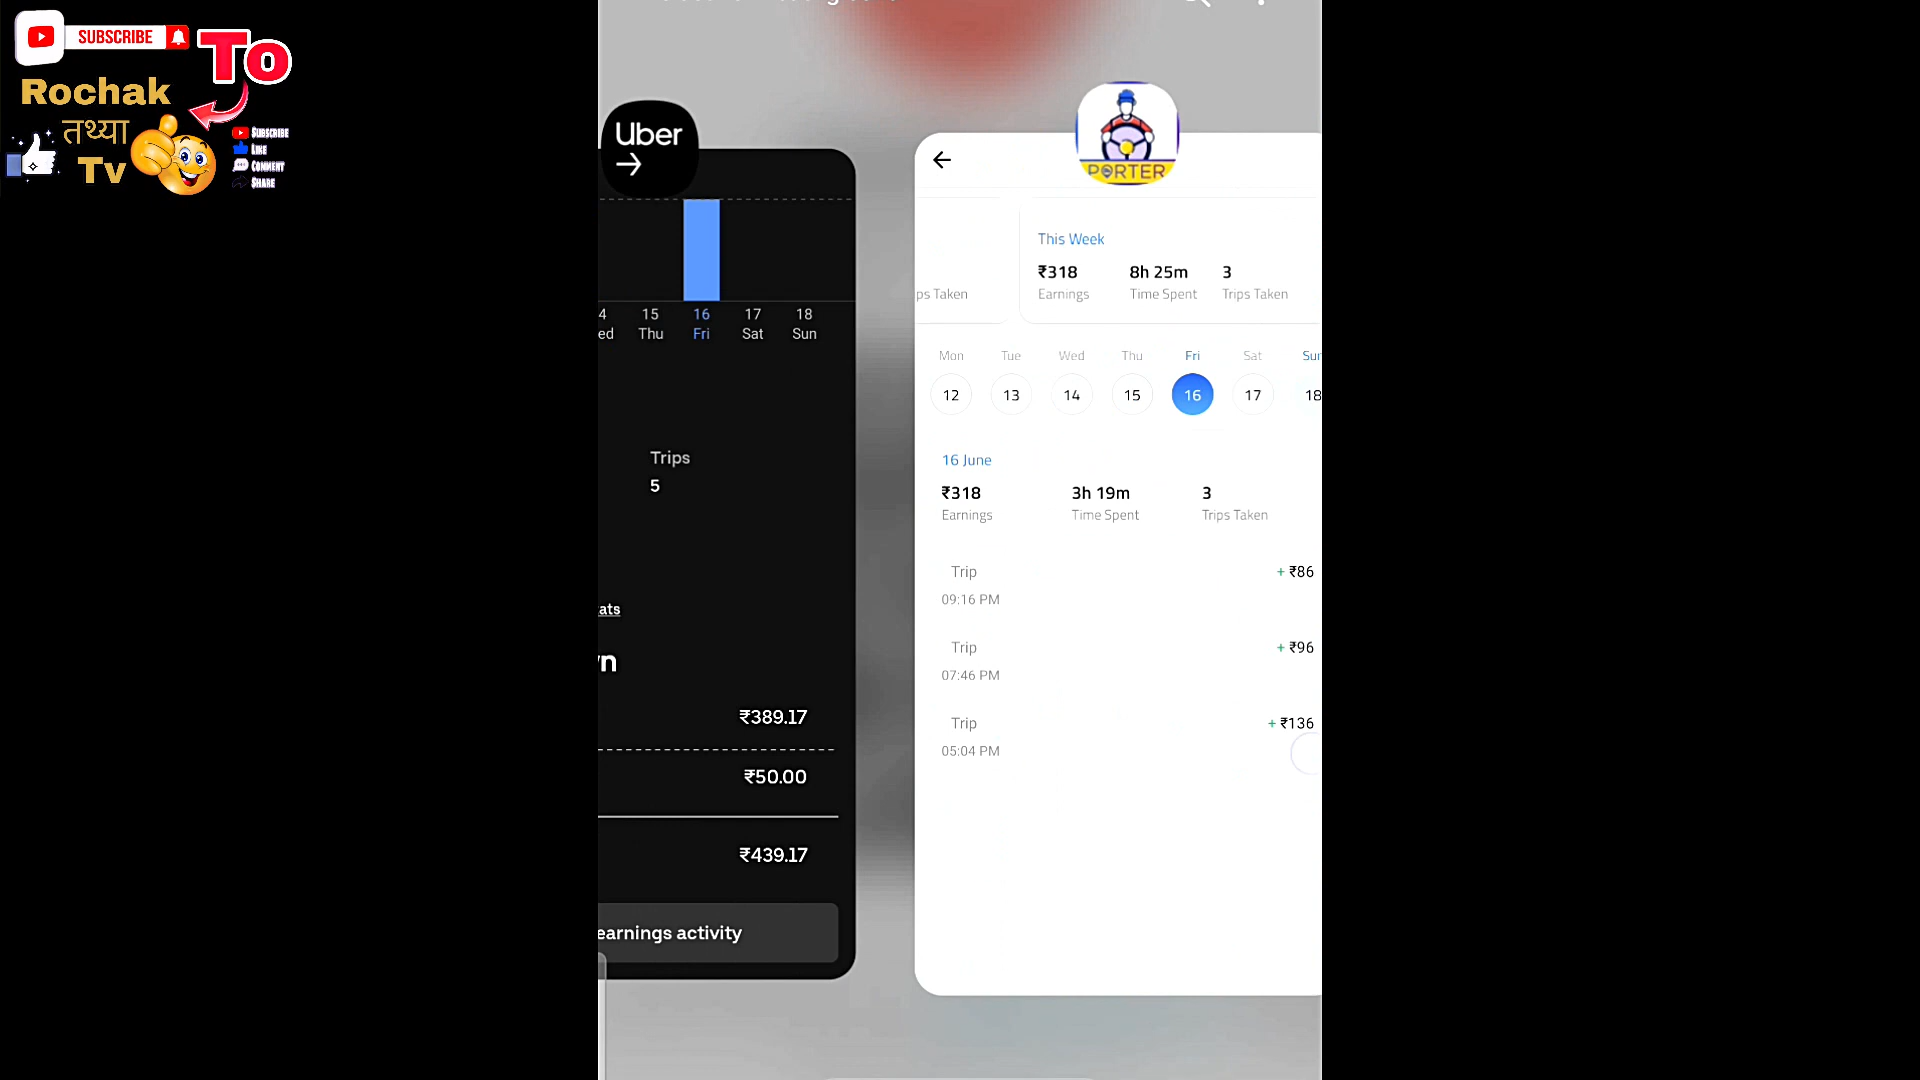 SUBSCRIBE
To
Rochak
तथ्या
Tv
SUBSCRIBE
LIKE
COMMENT
SHARE
Uber
4 15 16 17 18
ed Thu Fri Sat Sun
Trips
5
ats
vn
₹389.17
₹50.00
₹439.17
earnings activity
PORTER
This Week
₹318 8h 25m 3
ps Taken Earnings Time Spent Trips Taken
Mon Tue Wed Thu Fri Sat Sun
12 13 14 15 16 17 18
16 June
₹318 3h 19m 3
Earnings Time Spent Trips Taken
Trip + ₹86
09:16 PM
Trip + ₹96
07:46 PM
Trip + ₹136
05:04 PM